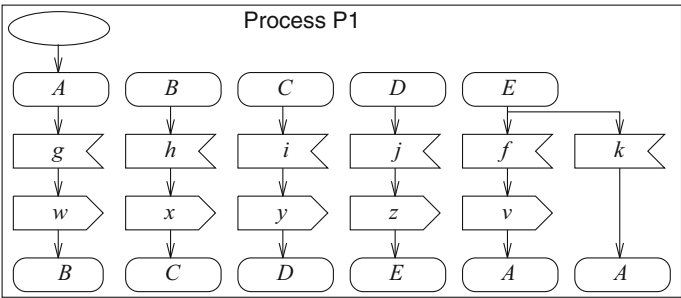 Process P1
A B C D E
g h i j f k
w x y z v
B C D E A A